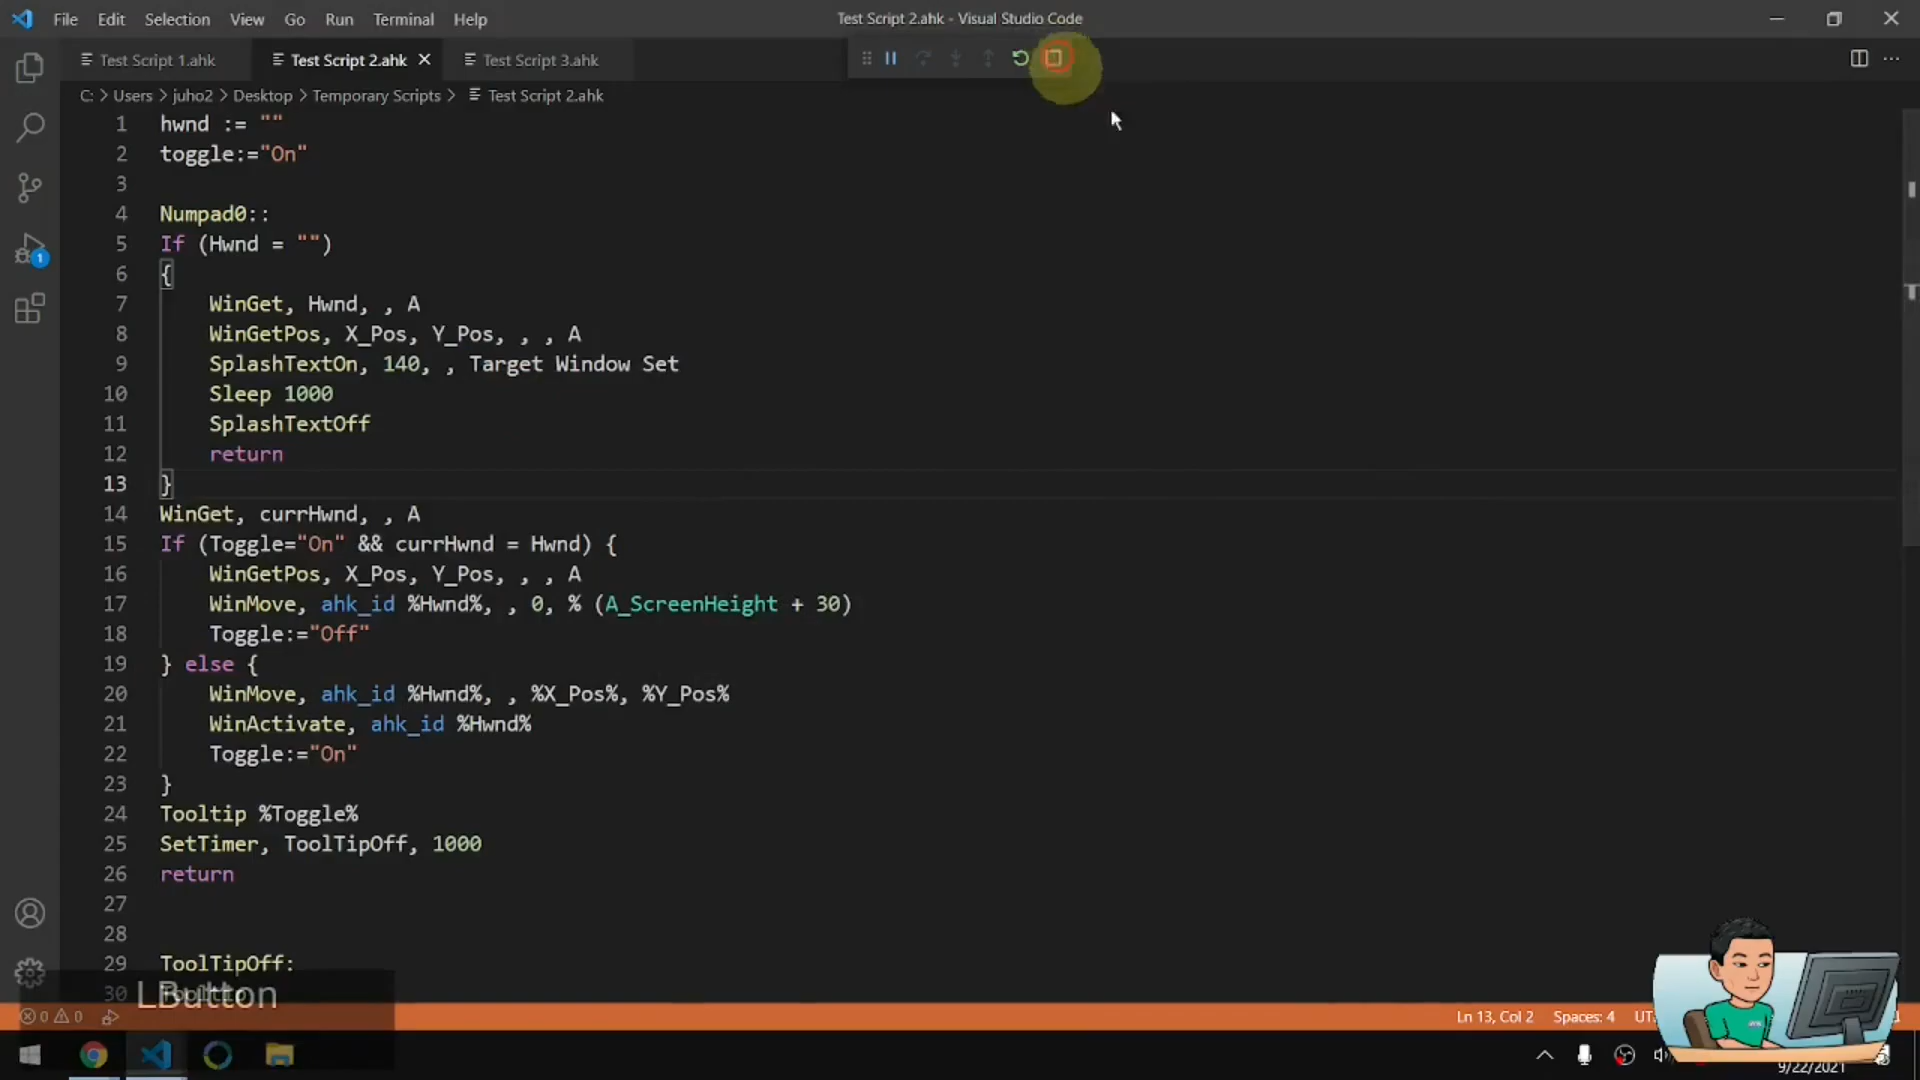 File Edit Selection View Go Run Terminal Help
Test Script 2.ahk - Visual Studio Code
Test Script 1.ahk
Test Script 2.ahk
Test Script 3.ahk
C: > Users > juho2 > Desktop > Temporary Scripts > Test Script 2.ahk
1 hwnd := ""
2 toggle:="On"
3
4 Numpad0::
5 If (Hwnd = "")
6 {
7 WinGet, Hwnd, , A
8 WinGetPos, X_Pos, Y_Pos, , , A
9 SplashTextOn, 140, , Target Window Set
10 Sleep 1000
11 SplashTextOff
12 return
13 }
14 WinGet, currHwnd, , A
15 If (Toggle="On" && currHwnd = Hwnd) {
16 WinGetPos, X_Pos, Y_Pos, , , A
17 WinMove, ahk_id %Hwnd%, , 0, % (A_ScreenHeight + 30)
18 Toggle:="Off"
19 } else {
20 WinMove, ahk_id %Hwnd%, , %X_Pos%, %Y_Pos%
21 WinActivate, ahk_id %Hwnd%
22 Toggle:="On"
23 }
24 Tooltip %Toggle%
25 SetTimer, ToolTipOff, 1000
26 return
27
28
29 ToolTipOff:
30
LButton
1
0 0
Ln 13, Col 2 Spaces: 4
9/22/2021